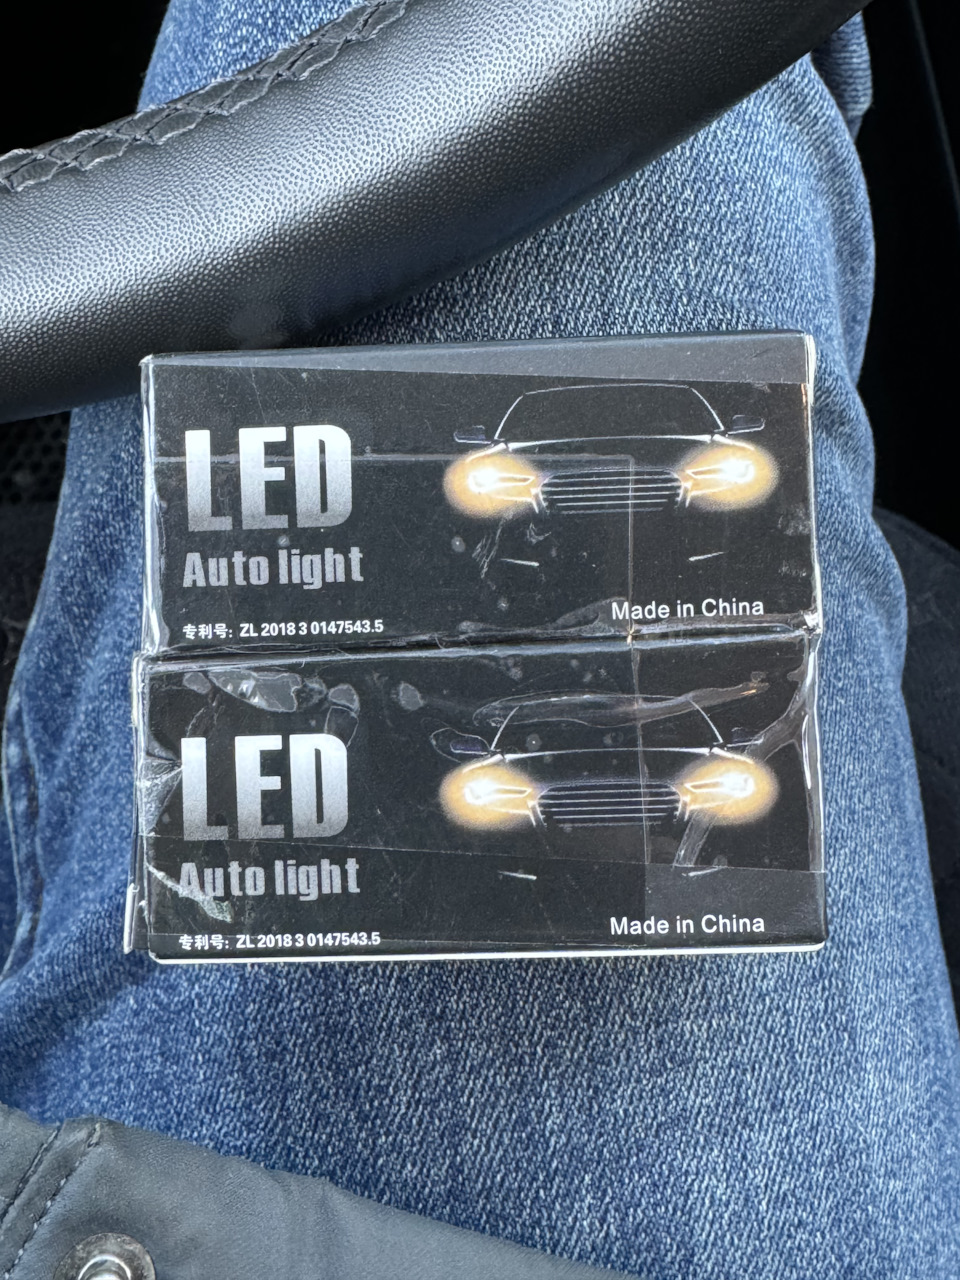 LED
Auto light
Made in China
专利号: ZL 2018 3 0147543.5
LED
Auto light
Made in China
专利号: ZL 2018 3 0147543.5